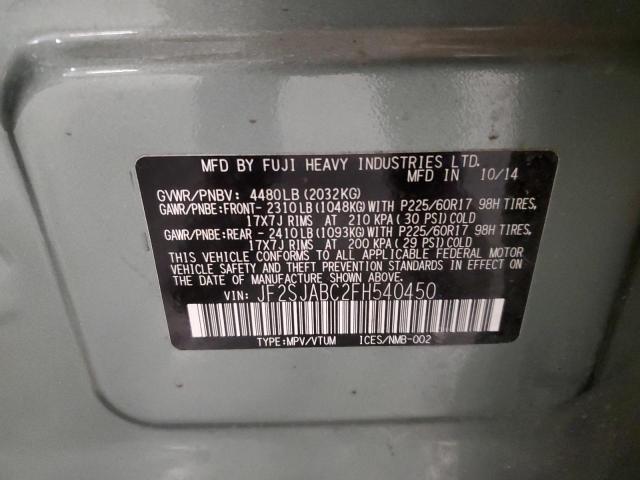 MFD BY FUJI HEAVY INDUSTRIES LTD.
MFD IN 10/14
GVWR/PNBV: 4480LB (2032KG)
GAWR/PNBE:FRONT- 2310LB (1048KG) WITH P225/60R17 98H TIRES,
17X7J RIMS AT 210 KPA ( 30 PSI) COLD
GAWR/PNBE:REAR - 2410LB (1093KG) WITH P225/60R17 98H TIRES,
17X7J RIMS AT 200 KPA ( 29 PSI) COLD
THIS VEHICLE CONFORMS TO ALL APPLICABLE FEDERAL MOTOR
VEHICLE SAFETY AND THEFT PREVENTION STANDARDS IN EFFECT ON
THE DATE OF MANUFACTURE SHOWN ABOVE.
VIN: JF2SJABC2FH540450
TYPE:MPV/VTUM ICES/NMB-002